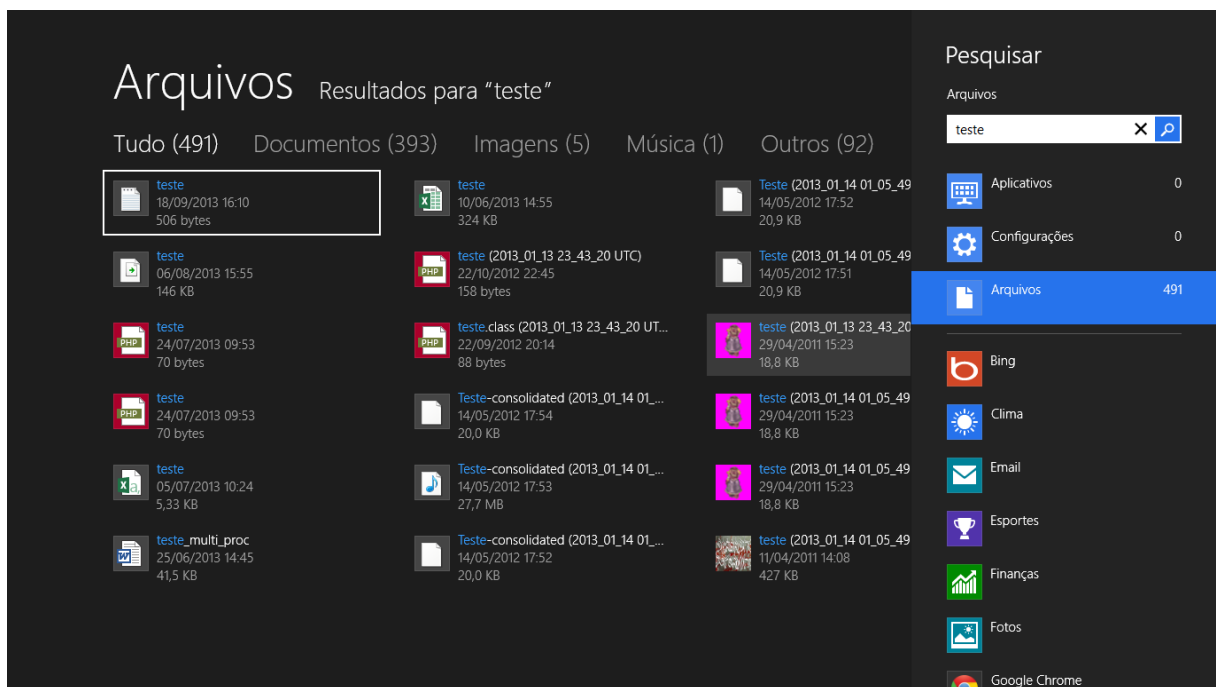 Arquivos Resultados para "teste"
Tudo (491) Documentos (393) Imagens (5) Música (1) Outros (92)
teste
18/09/2013 16:10
506 bytes
teste
06/08/2013 15:55
146 KB
PHP
teste
24/07/2013 09:53
70 bytes
PHP
teste
24/07/2013 09:53
70 bytes
teste
05/07/2013 10:24
5,33 KB
teste_multi_proc
25/06/2013 14:45
41,5 KB
teste
10/06/2013 14:55
324 KB
PHP
teste (2013_01_13 23_43_20 UTC)
22/10/2012 22:45
158 bytes
PHP
teste.class (2013_01_13 23_43_20 UT...
22/09/2012 20:14
88 bytes
Teste-consolidated (2013_01_14 01_...
14/05/2012 17:54
20,0 KB
Teste-consolidated (2013_01_14 01_...
14/05/2012 17:53
27,7 MB
Teste-consolidated (2013_01_14 01_...
14/05/2012 17:52
20,0 KB
Teste (2013_01_14 01_05_49
14/05/2012 17:52
20,9 KB
Teste (2013_01_14 01_05_49
14/05/2012 17:51
20,9 KB
teste (2013_01_13 23_43_20
29/04/2011 15:23
18,8 KB
teste (2013_01_14 01_05_49
29/04/2011 15:23
18,8 KB
teste (2013_01_14 01_05_49
29/04/2011 15:23
18,8 KB
teste (2013_01_14 01_05_49
11/04/2011 14:08
427 KB
Pesquisar
Arquivos
teste
Aplicativos 0
Configurações 0
Arquivos 491
Bing
Clima
Email
Esportes
Finanças
Fotos
Google Chrome